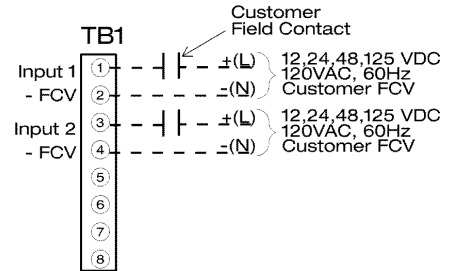 Customer
Field Contact
TB1
Input 1 1 +(L) 12,24,48,125 VDC
120VAC, 60Hz
- FCV 2 -(N) Customer FCV
Input 2 3 +(L) 12,24,48,125 VDC
120VAC, 60Hz
- FCV 4 -(N) Customer FCV
5
6
7
8